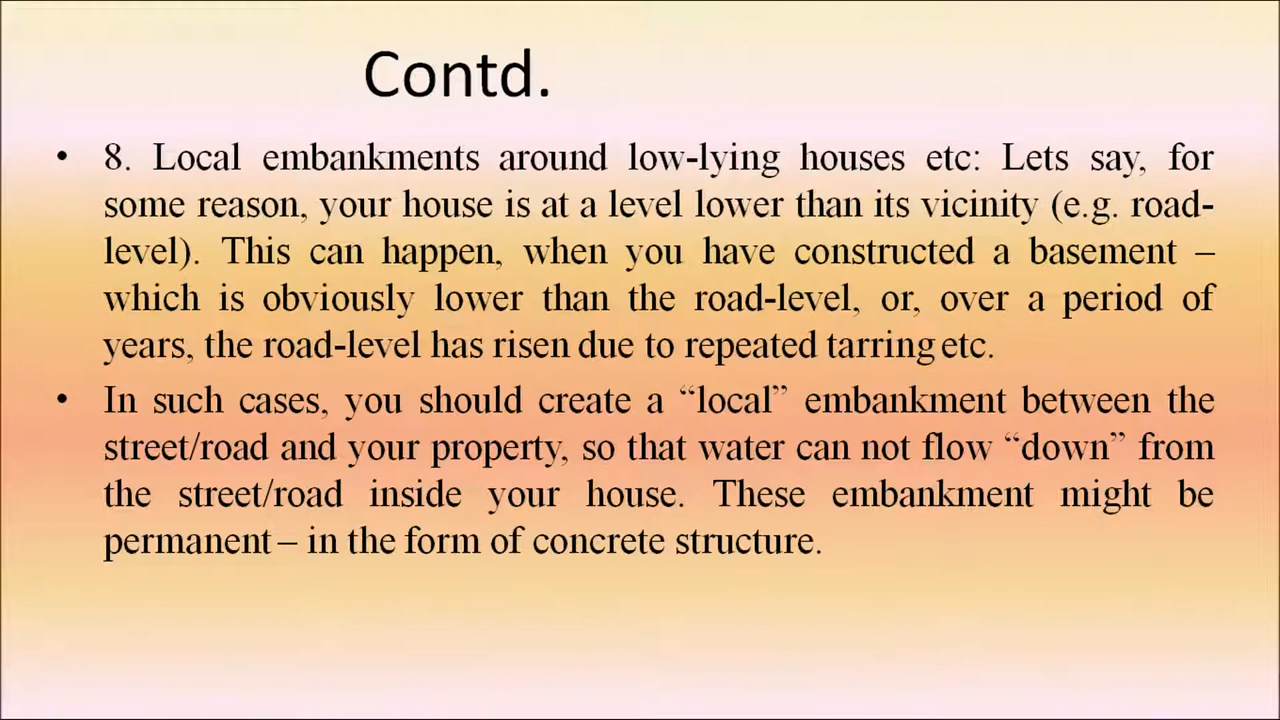 Contd.
• 8. Local embankments around low-lying houses etc: Lets say, for
some reason, your house is at a level lower than its vicinity (e.g. road-
level). This can happen, when you have constructed a basement –
which is obviously lower than the road-level, or, over a period of
years, the road-level has risen due to repeated tarring etc.
• In such cases, you should create a “local” embankment between the
street/road and your property, so that water can not flow “down” from
the street/road inside your house. These embankment might be
permanent – in the form of concrete structure.